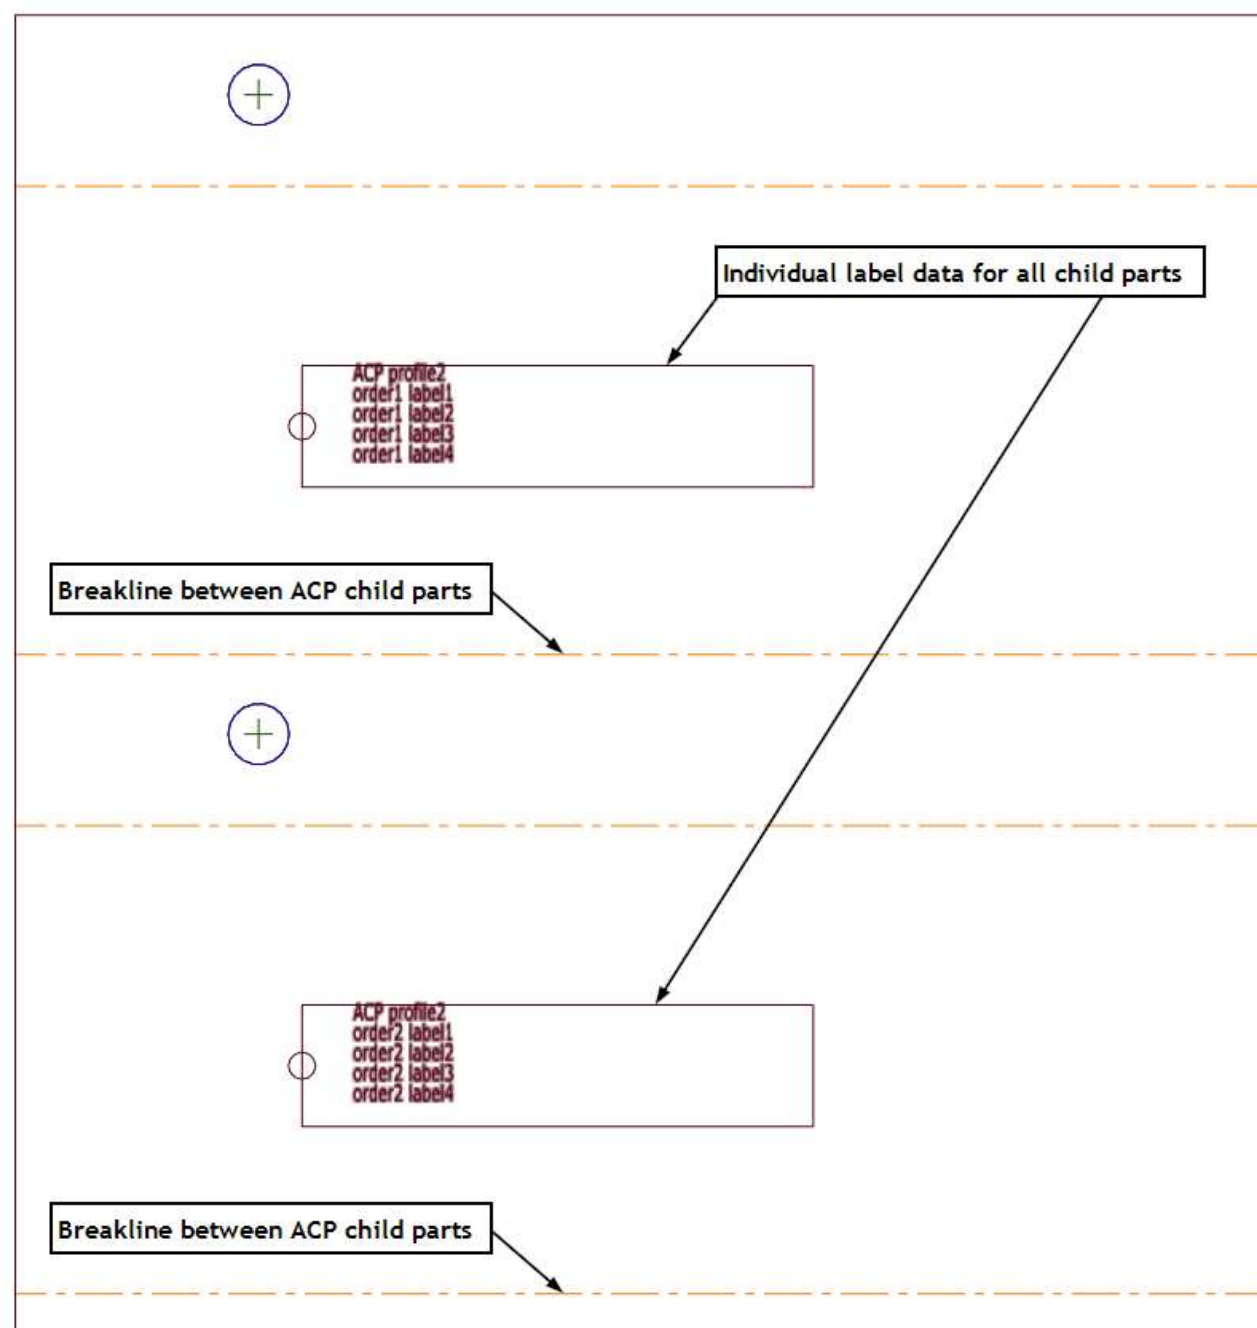 Individual label data for all child parts
ACP profile2
order1 label1
order1 label2
order1 label3
order1 label4
Breakline between ACP child parts
ACP profile2
order2 label1
order2 label2
order2 label3
order2 label4
Breakline between ACP child parts